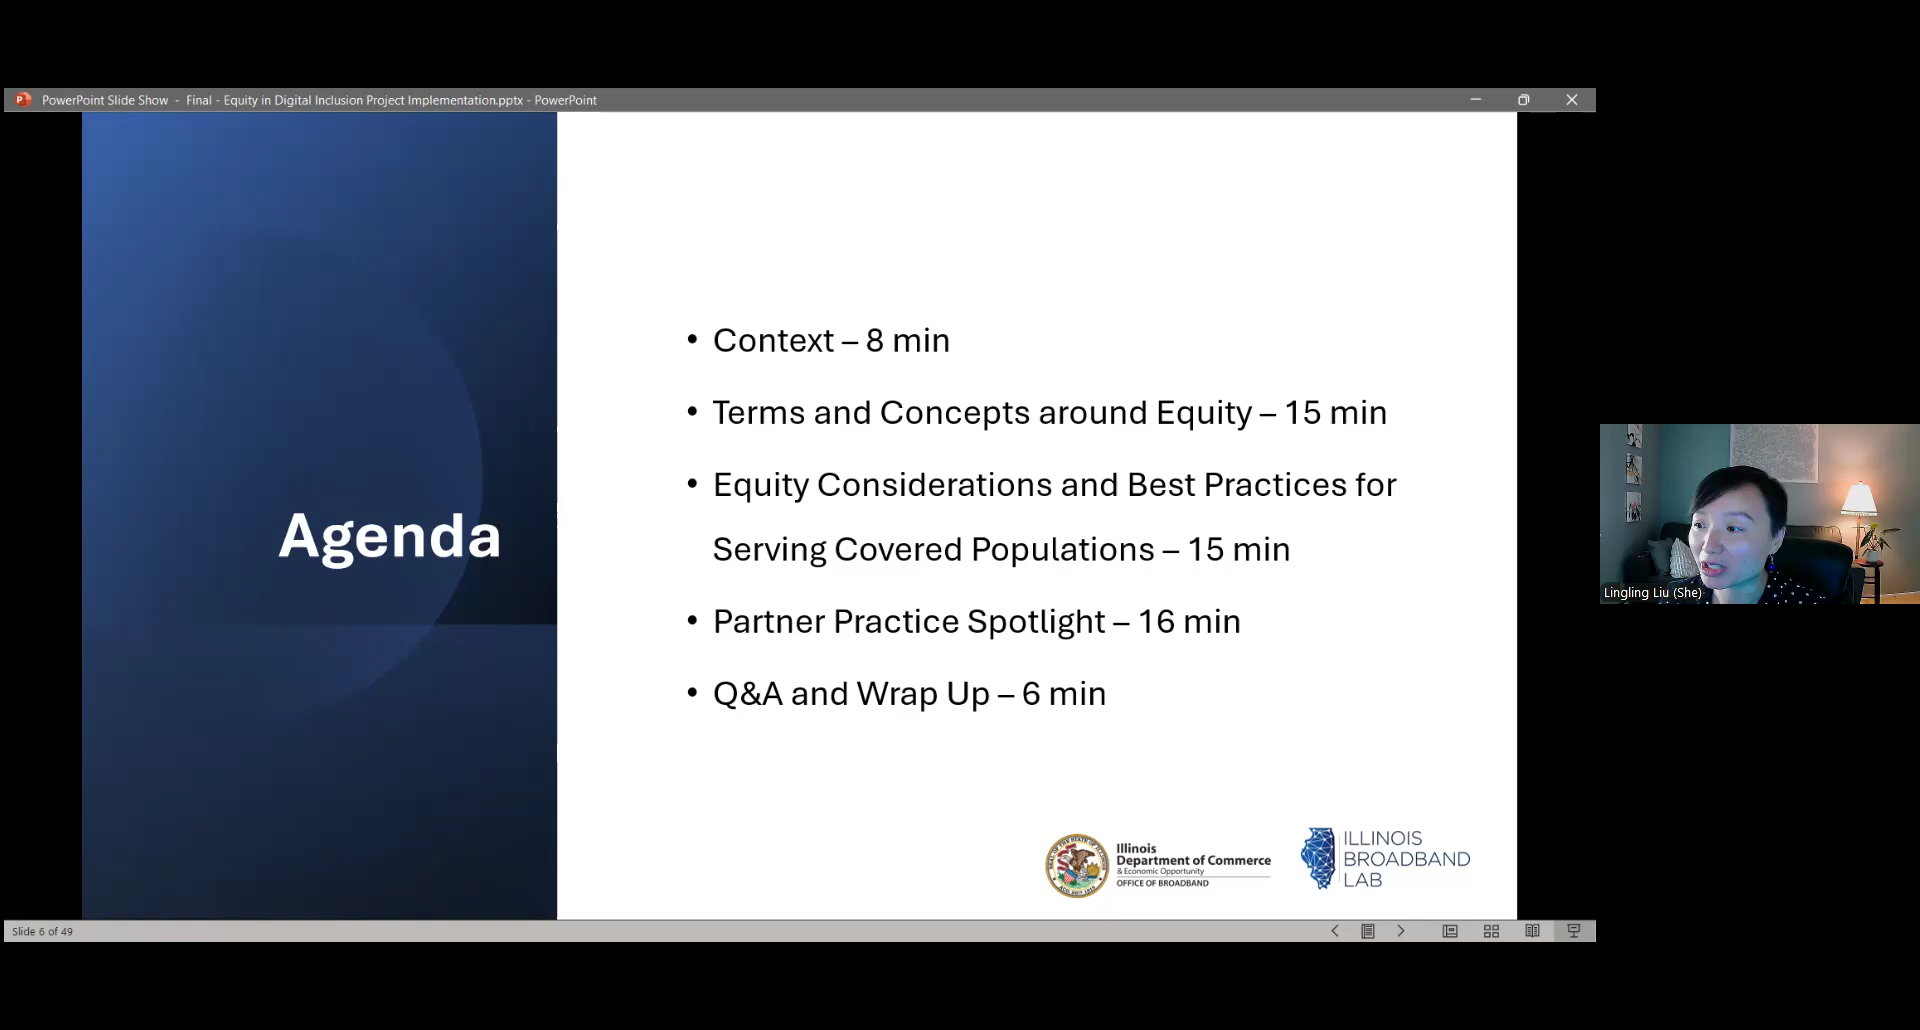 PowerPoint Slide Show - Final - Equity in Digital Inclusion Project Implementation.pptx - PowerPoint
Agenda
• Context – 8 min
• Terms and Concepts around Equity – 15 min
• Equity Considerations and Best Practices for
Serving Covered Populations – 15 min
• Partner Practice Spotlight – 16 min
• Q&A and Wrap Up – 6 min
Illinois
Department of Commerce
& Economic Opportunity
OFFICE OF BROADBAND
ILLINOIS
BROADBAND
LAB
Slide 6 of 49
Lingling Liu (She)